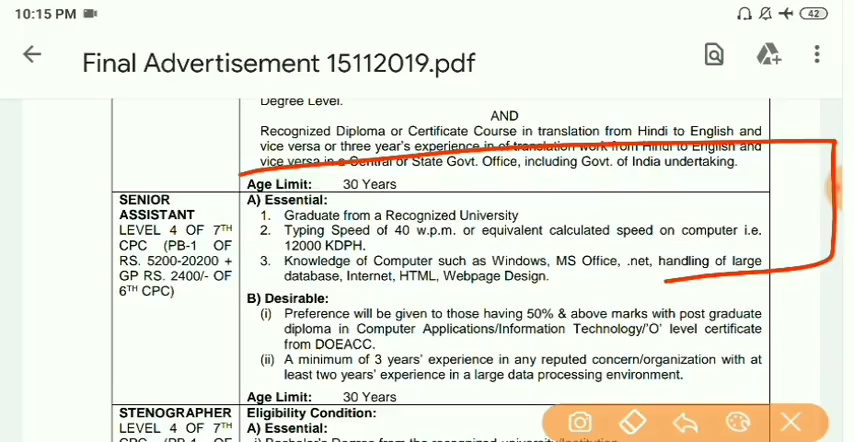 10:15 PM
42
Final Advertisement 15112019.pdf
Degree Level.
AND
Recognized Diploma or Certificate Course in translation from Hindi to English and
vice versa or three year's experience in of translation work from Hindi to English and
vice versa in a Central or State Govt. Office, including Govt. of India undertaking.
Age Limit: 30 Years
SENIOR
ASSISTANT
LEVEL 4 OF 7TH
CPC (PB-1 OF
RS. 5200-20200 +
GP RS. 2400/- OF
6TH CPC)
A) Essential:
1. Graduate from a Recognized University
2. Typing Speed of 40 w.p.m. or equivalent calculated speed on computer i.e.
12000 KDPH.
3. Knowledge of Computer such as Windows, MS Office, .net, handling of large
database, Internet, HTML, Webpage Design.
B) Desirable:
(i) Preference will be given to those having 50% & above marks with post graduate
diploma in Computer Applications/Information Technology/'O' level certificate
from DOEACC.
(ii) A minimum of 3 years' experience in any reputed concern/organization with at
least two years' experience in a large data processing environment.
Age Limit: 30 Years
STENOGRAPHER
LEVEL 4 OF 7TH
Eligibility Condition:
A) Essential: